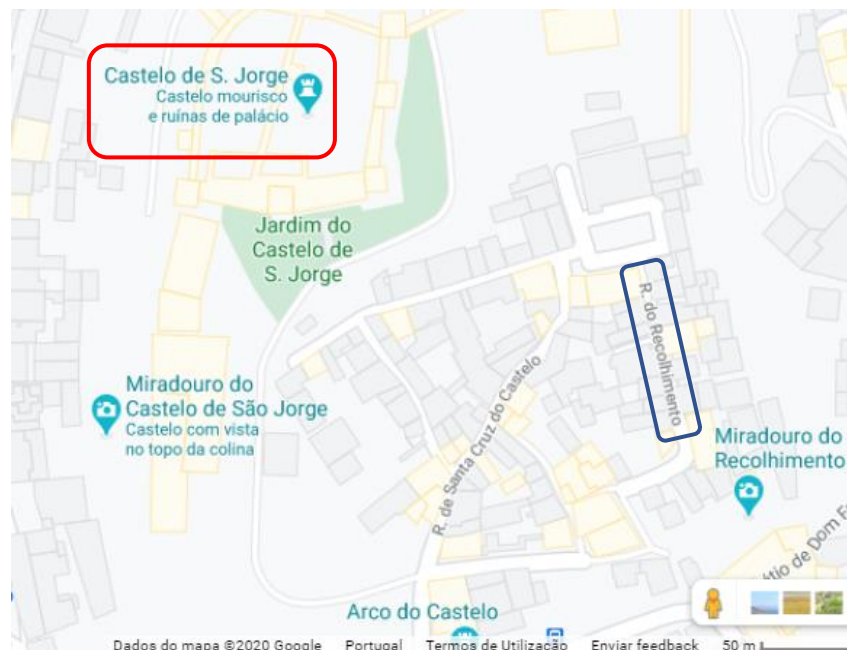 Castelo de S. Jorge
Castelo mourisco
e ruínas de palácio
Jardim do
Castelo de
S. Jorge
R. do Recolhimento
Miradouro do
Castelo de São Jorge
Castelo com vista
no topo da colina
R. de Santa Cruz do Castelo
Miradouro do
Recolhimento
Arco do Castelo
Dados do mapa ©2020 Google Portugal Termos de Utilização Enviar feedback 50 m